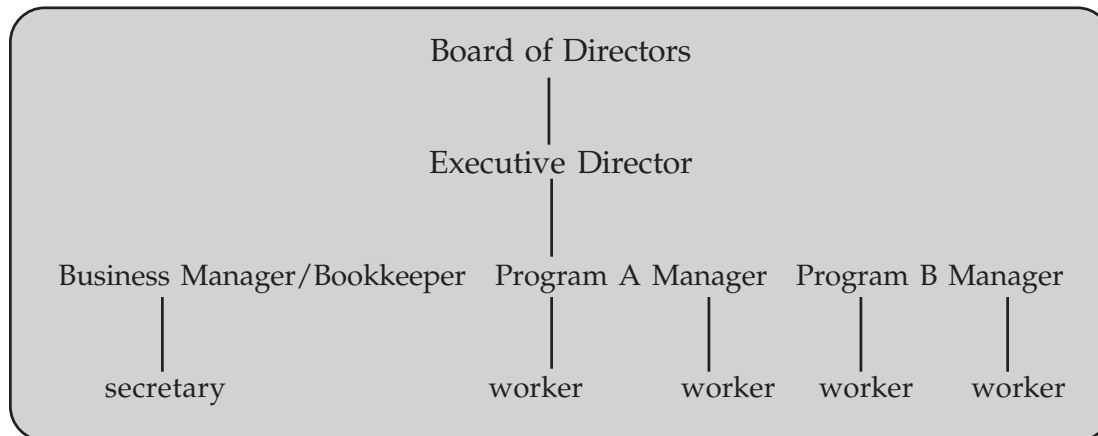 Board of Directors
Executive Director
Business Manager/Bookkeeper Program A Manager Program B Manager
secretary worker worker worker worker